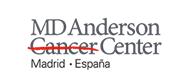 MD Anderson
Cancer Center
Madrid • España